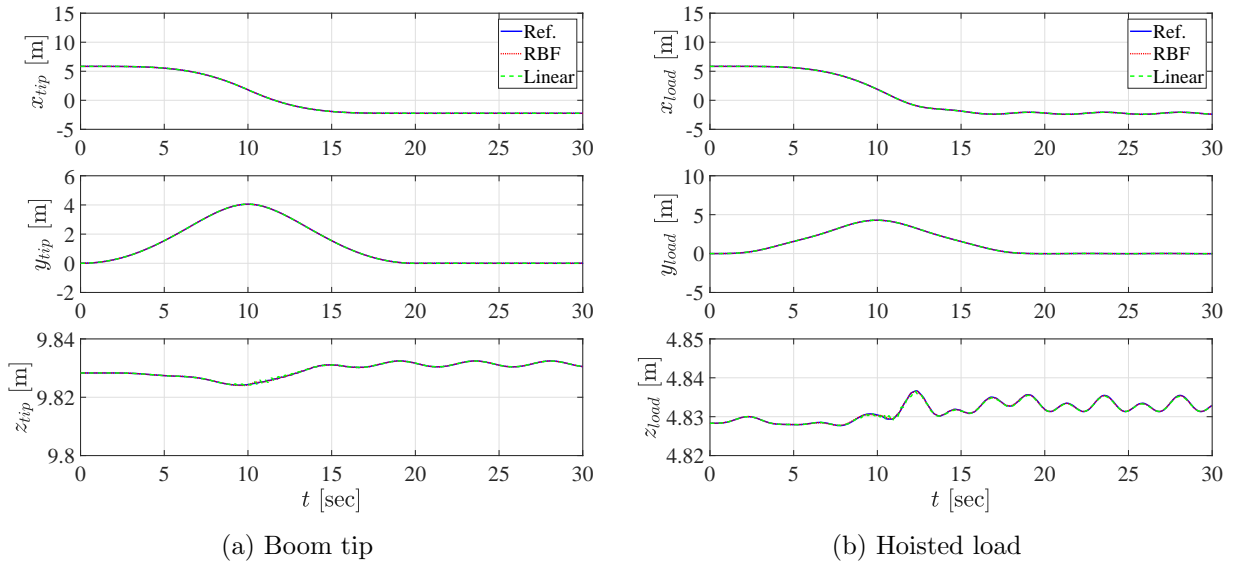 15
10
5
0
-5
x_tip [m]
Ref.
RBF
Linear
0 5 10 15 20 25 30
6
4
2
0
-2
y_tip [m]
0 5 10 15 20 25 30
9.84
9.82
9.8
z_tip [m]
0 5 10 15 20 25 30
t [sec]
(a) Boom tip
15
10
5
0
-5
x_load [m]
Ref.
RBF
Linear
0 5 10 15 20 25 30
10
5
0
-5
y_load [m]
0 5 10 15 20 25 30
4.85
4.84
4.83
4.82
z_load [m]
0 5 10 15 20 25 30
t [sec]
(b) Hoisted load